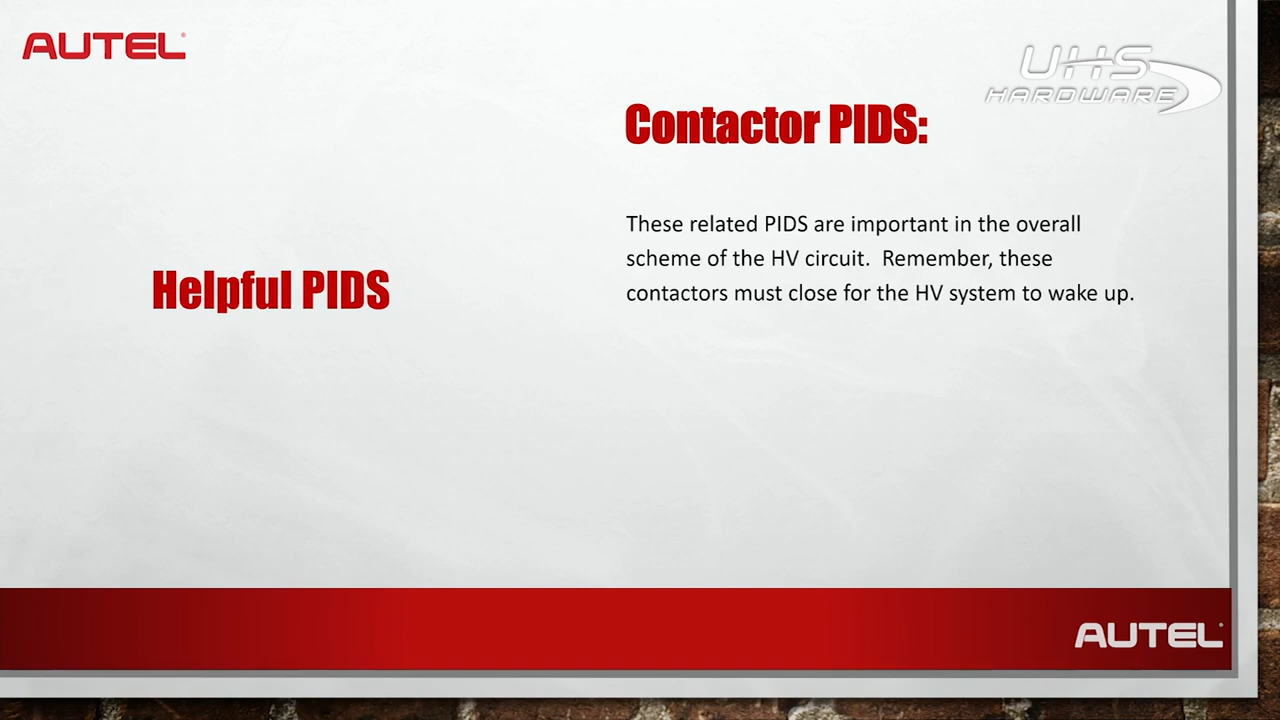 AUTEL
UHS
HARDWARE
Contactor PIDS:
These related PIDS are important in the overall
scheme of the HV circuit.  Remember, these
contactors must close for the HV system to wake up.
Helpful PIDS
AUTEL